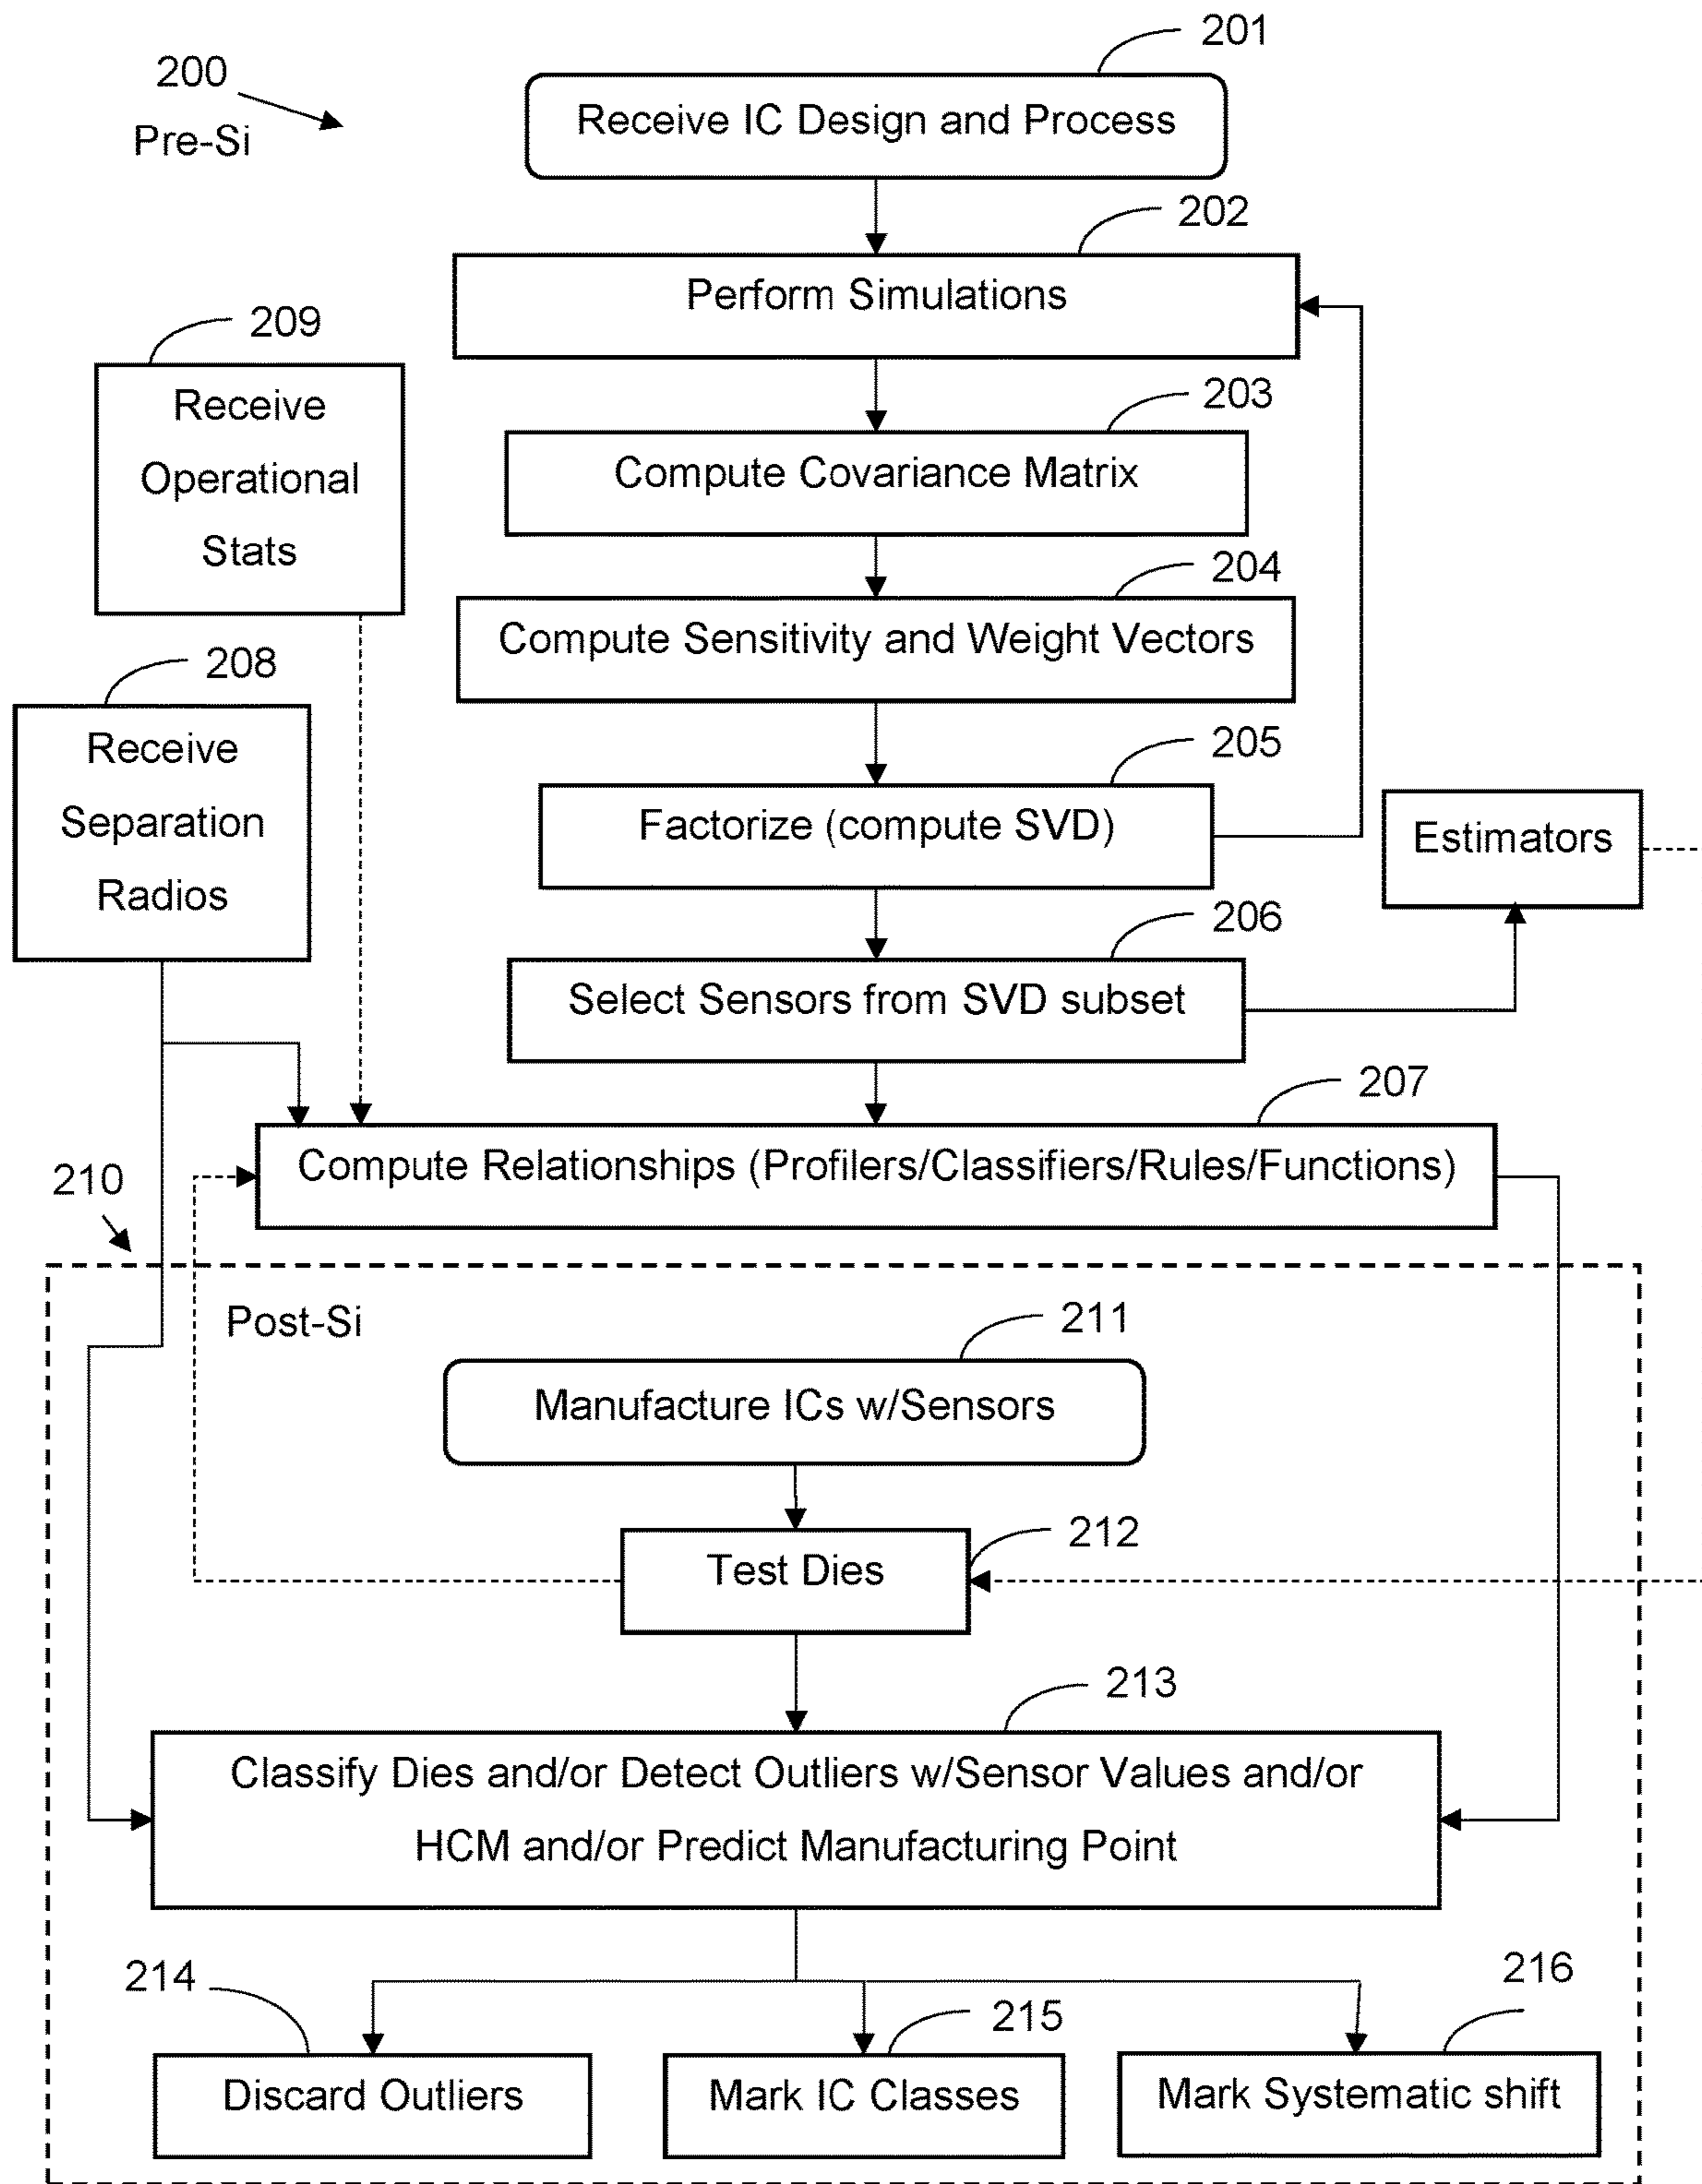 201
200
Pre-Si
Receive IC Design and Process
202
Perform Simulations
209
Receive
Operational
Stats
203
Compute Covariance Matrix
204
Compute Sensitivity and Weight Vectors
208
Receive
Separation
Radios
205
Factorize (compute SVD)
Estimators
206
Select Sensors from SVD subset
207
Compute Relationships (Profilers/Classifiers/Rules/Functions)
210
Post-Si
211
Manufacture ICs w/Sensors
212
Test Dies
213
Classify Dies and/or Detect Outliers w/Sensor Values and/or
HCM and/or Predict Manufacturing Point
214
Discard Outliers
215
Mark IC Classes
216
Mark Systematic shift